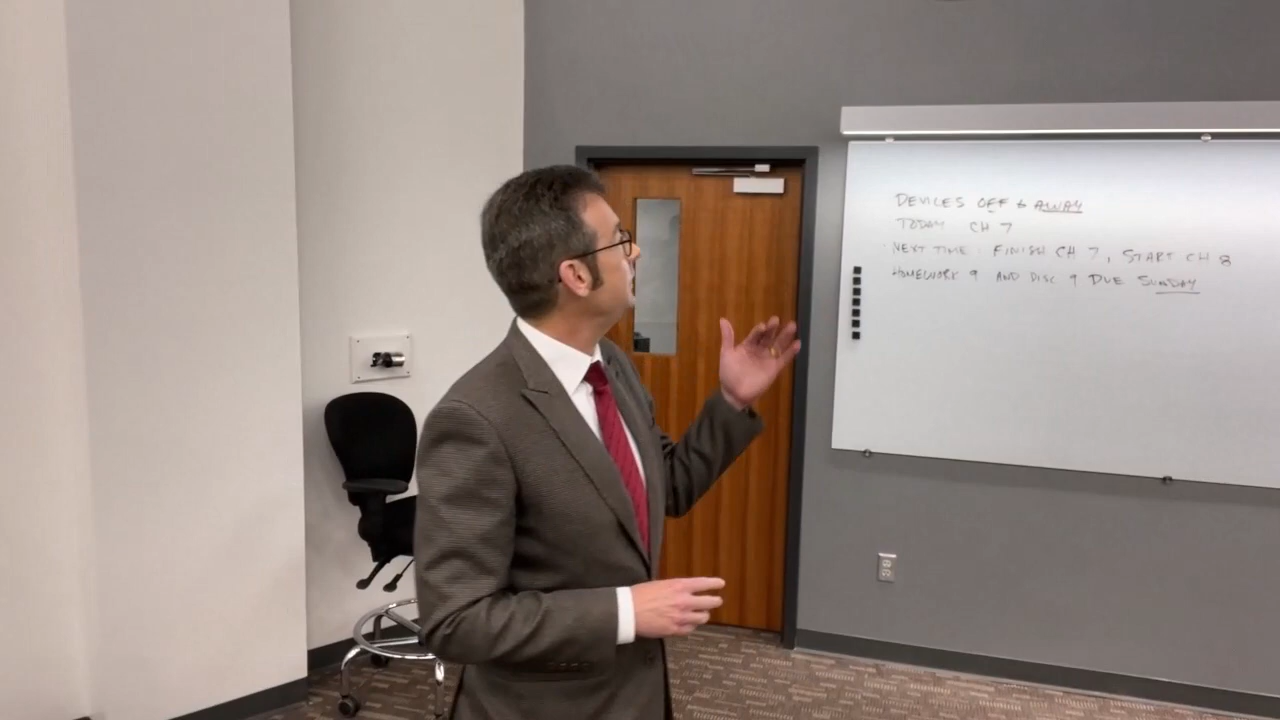 DEVICES OFF & AWAY
TODAY CH 7
NEXT TIME: FINISH CH 7, START CH 8
HOMEWORK 9 AND DISC 9 DUE SUNDAY